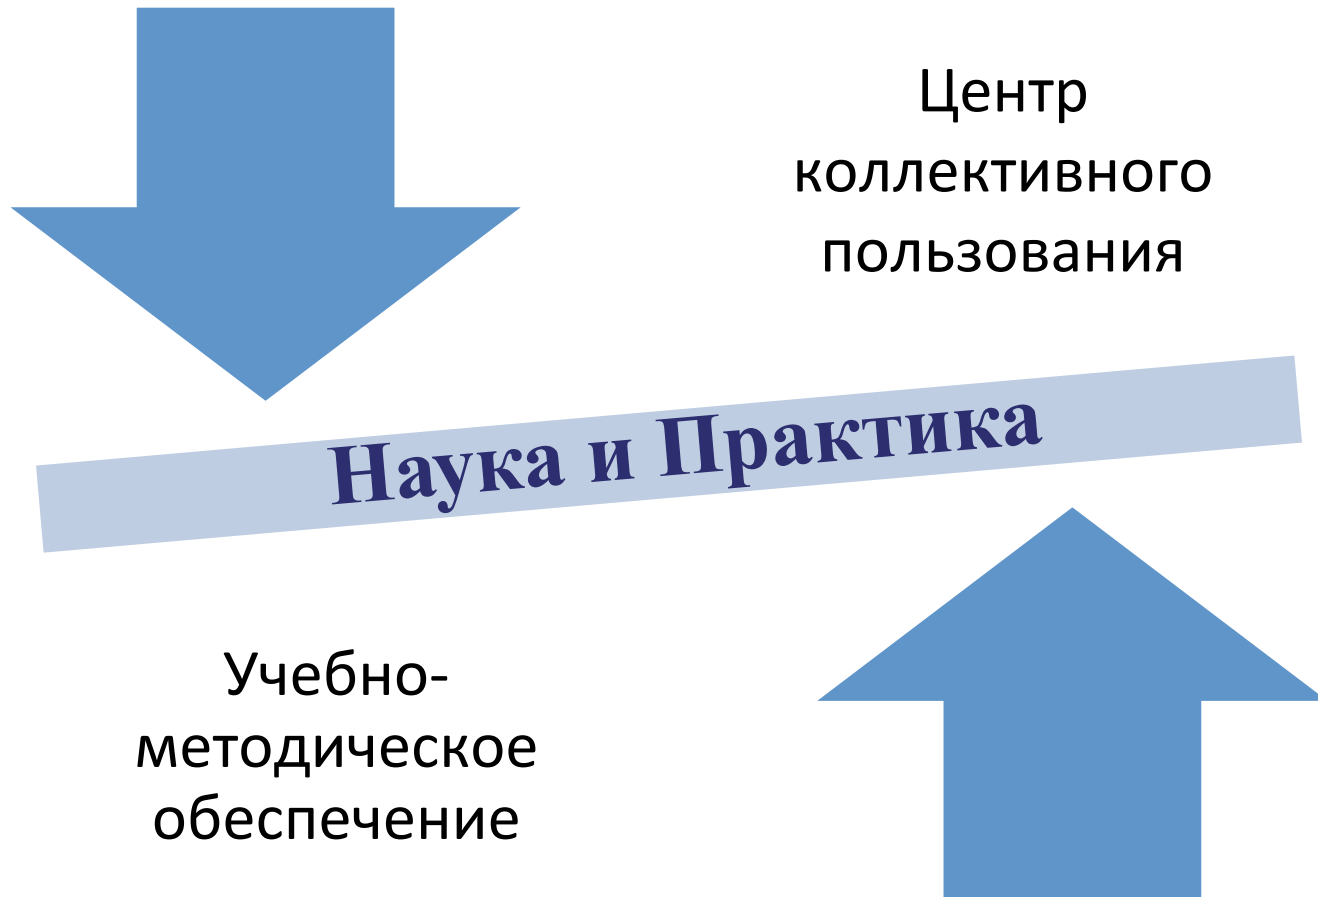 Центр
коллективного
пользования
Наука и Практика
Учебно-
методическое
обеспечение